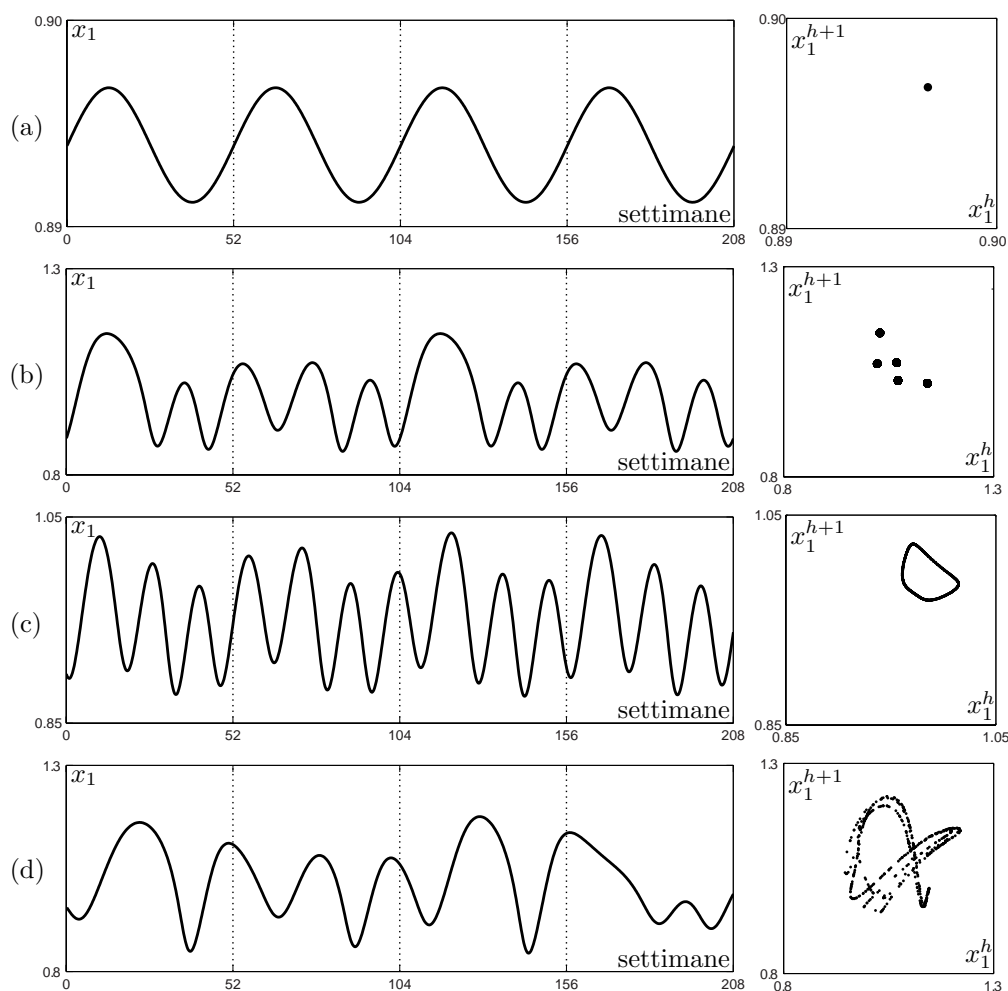 0.90
x₁
(a)
settimane
0.89
0 52 104 156 208
0.90
x₁ʰ⁺¹
x₁ʰ
0.89
0.89 0.90
1.3
x₁
(b)
settimane
0.8
0 52 104 156 208
1.3
x₁ʰ⁺¹
x₁ʰ
0.8
0.8 1.3
1.05
x₁
(c)
settimane
0.85
0 52 104 156 208
1.05
x₁ʰ⁺¹
x₁ʰ
0.85
0.85 1.05
1.3
x₁
(d)
settimane
0.8
0 52 104 156 208
1.3
x₁ʰ⁺¹
x₁ʰ
0.8
0.8 1.3